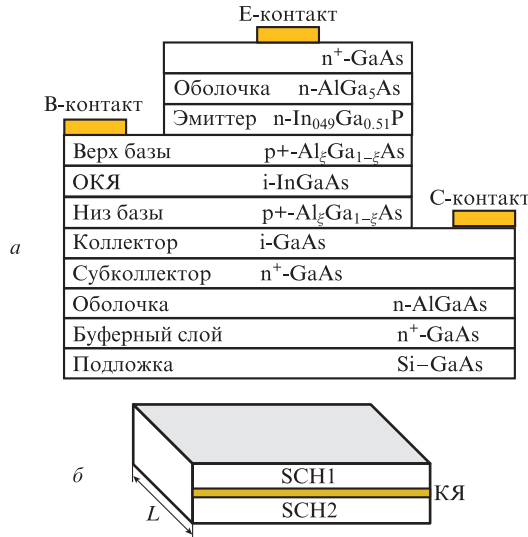 E-контакт
n⁺-GaAs
Оболочка n-AlGa₅As
B-контакт
Эмиттер n-In₀₄₉Ga₀.₅₁P
Верх базы p+-AlξGa₁₋ξAs
ОКЯ i-InGaAs
C-контакт
Низ базы p+-AlξGa₁₋ξAs
а
Коллектор i-GaAs
Субколлектор n⁺-GaAs
Оболочка n-AlGaAs
Буферный слой n⁺-GaAs
Подложка Si–GaAs
б
SCH1
КЯ
L
SCH2